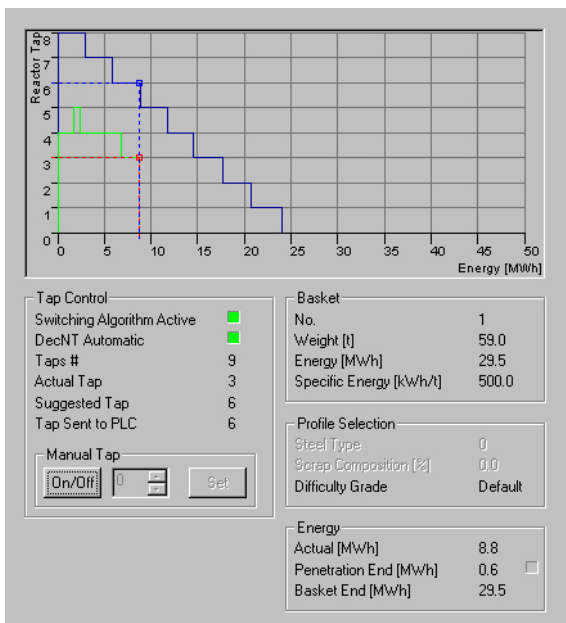 Reactor Tap
8
7
6
5
4
3
2
1
0
0 5 10 15 20 25 30 35 40 45 50
Energy [MWh]
Tap Control
Switching Algorithm Active
DecNT Automatic
Taps # 9
Actual Tap 3
Suggested Tap 6
Tap Sent to PLC 6
Manual Tap
On/Off 0 Set
Basket
No. 1
Weight [t] 59.0
Energy [MWh] 29.5
Specific Energy [kWh/t] 500.0
Profile Selection
Steel Type 0
Scrap Composition [%] 0.0
Difficulty Grade Default
Energy
Actual [MWh] 8.8
Penetration End [MWh] 0.6
Basket End [MWh] 29.5